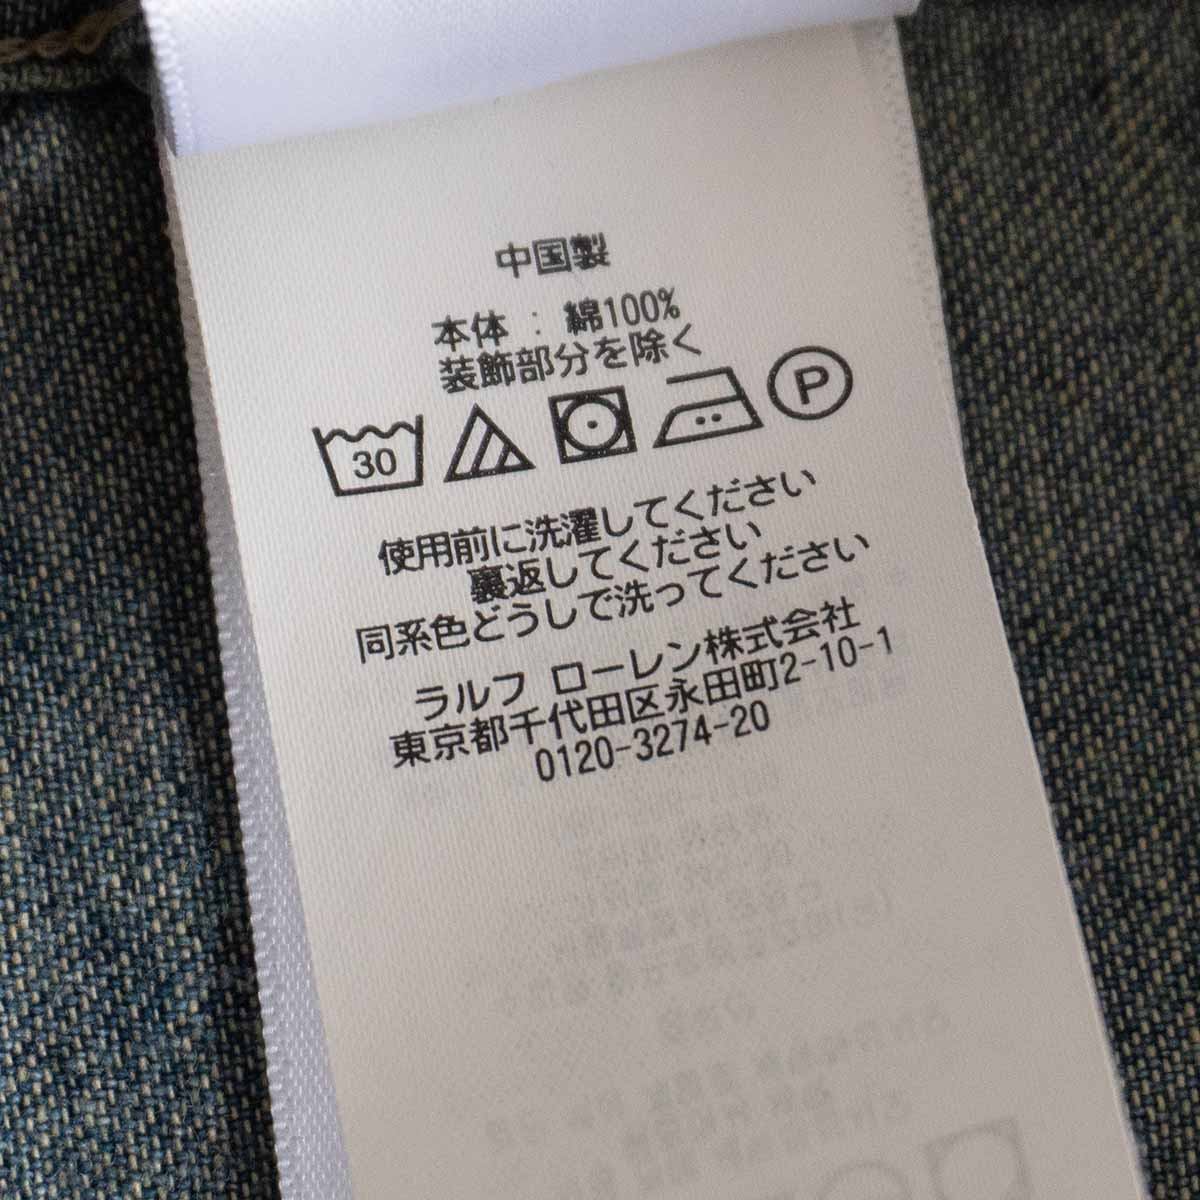 中国製
本体 : 綿100%
装飾部分を除く
30 P
使用前に洗濯してください
裏返してください
同系色どうしで洗ってください
ラルフ ローレン株式会社
東京都千代田区永田町2-10-1
0120-3274-20